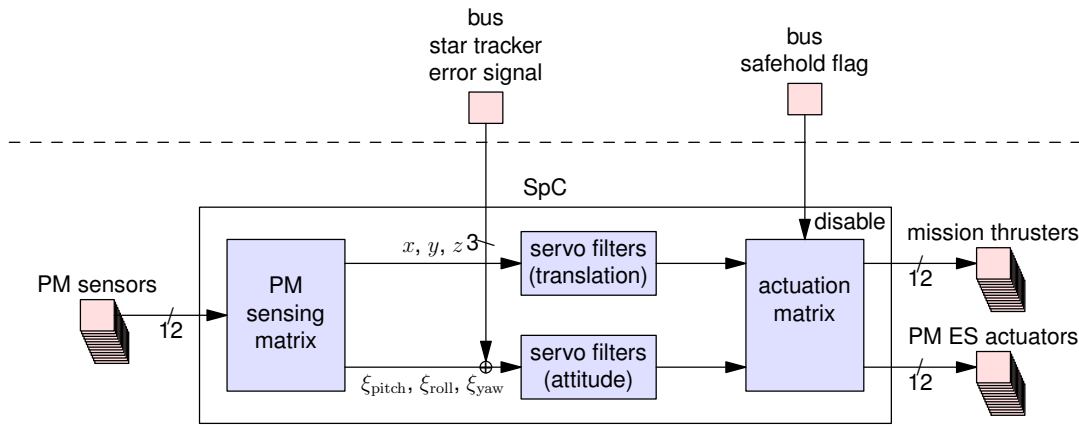 bus
star tracker
error signal
bus
safehold flag
SpC
disable
mission thrusters
12
PM sensors
12
PM
sensing
matrix
x, y, z
3
servo filters
(translation)
actuation
matrix
PM ES actuators
12
servo filters
(attitude)
ξpitch, ξroll, ξyaw